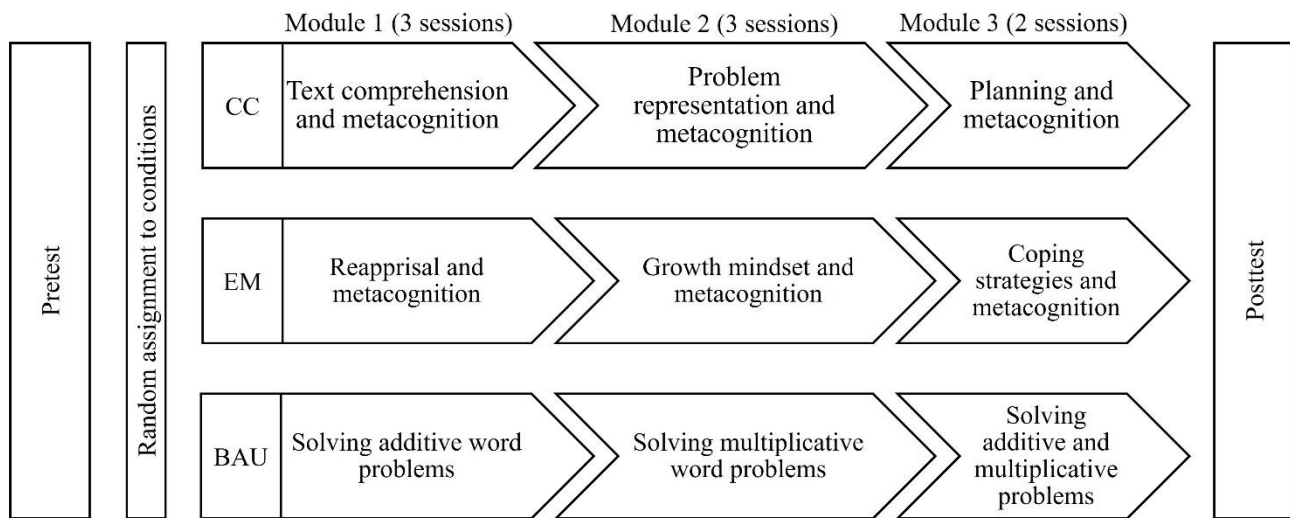 Module 1 (3 sessions)
Module 2 (3 sessions)
Module 3 (2 sessions)
Pretest
Random assignment to conditions
CC
Text comprehension
and metacognition
Problem
representation and
metacognition
Planning and
metacognition
EM
Reapprisal and
metacognition
Growth mindset and
metacognition
Coping
strategies and
metacognition
BAU
Solving additive word
problems
Solving multiplicative
word problems
Solving
additive and
multiplicative
problems
Posttest